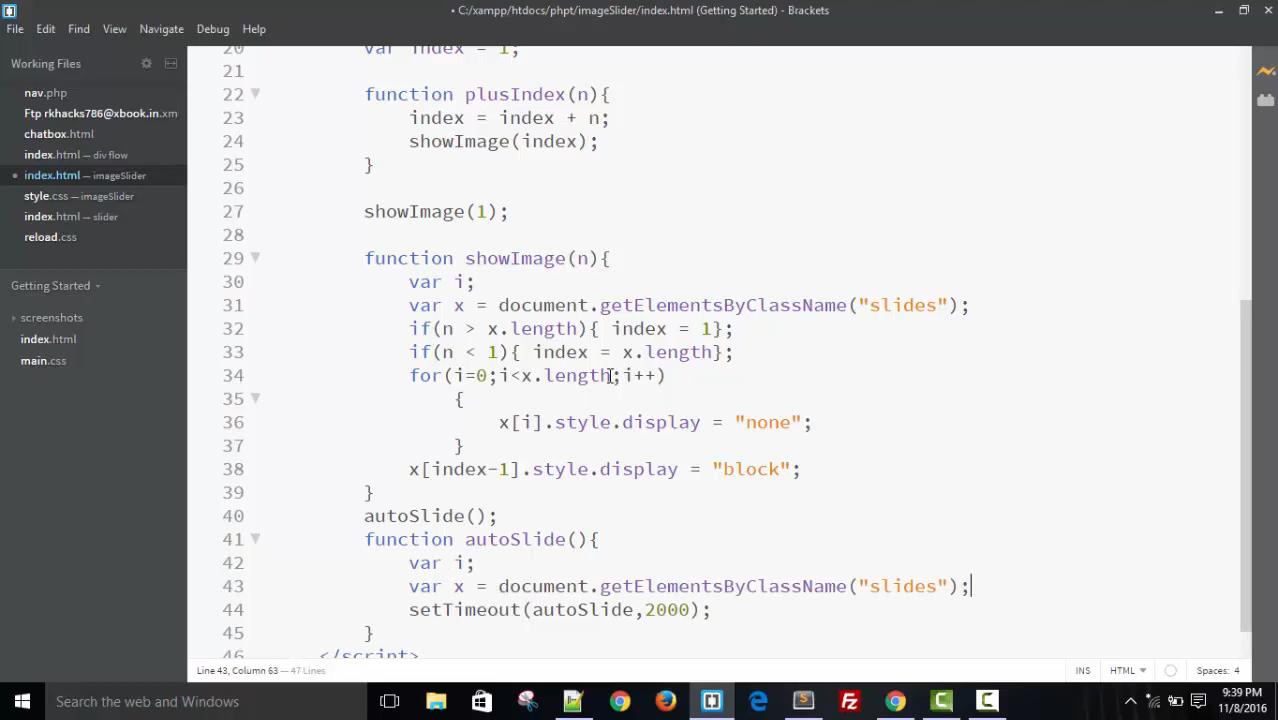 • C:/xampp/htdocs/phpt/imageSlider/index.html (Getting Started) - Brackets
File Edit Find View Navigate Debug Help
Working Files
nav.php
Ftp rkhacks786@xbook.in.xm
chatbox.html
index.html — div flow
index.html — imageSlider
style.css — imageSlider
index.html — slider
reload.css
Getting Started
screenshots
index.html
main.css
20 var index = 1;
21
22 function plusIndex(n){
23 index = index + n;
24 showImage(index);
25 }
26
27 showImage(1);
28
29 function showImage(n){
30 var i;
31 var x = document.getElementsByClassName("slides");
32 if(n > x.length){ index = 1};
33 if(n < 1){ index = x.length};
34 for(i=0;i<x.length;i++)
35 {
36 x[i].style.display = "none";
37 }
38 x[index-1].style.display = "block";
39 }
40 autoSlide();
41 function autoSlide(){
42 var i;
43 var x = document.getElementsByClassName("slides");
44 setTimeout(autoSlide,2000);
45 }
46 </script>
Line 43, Column 63 — 47 Lines
INS HTML Spaces: 4
Search the web and Windows
9:39 PM
11/8/2016